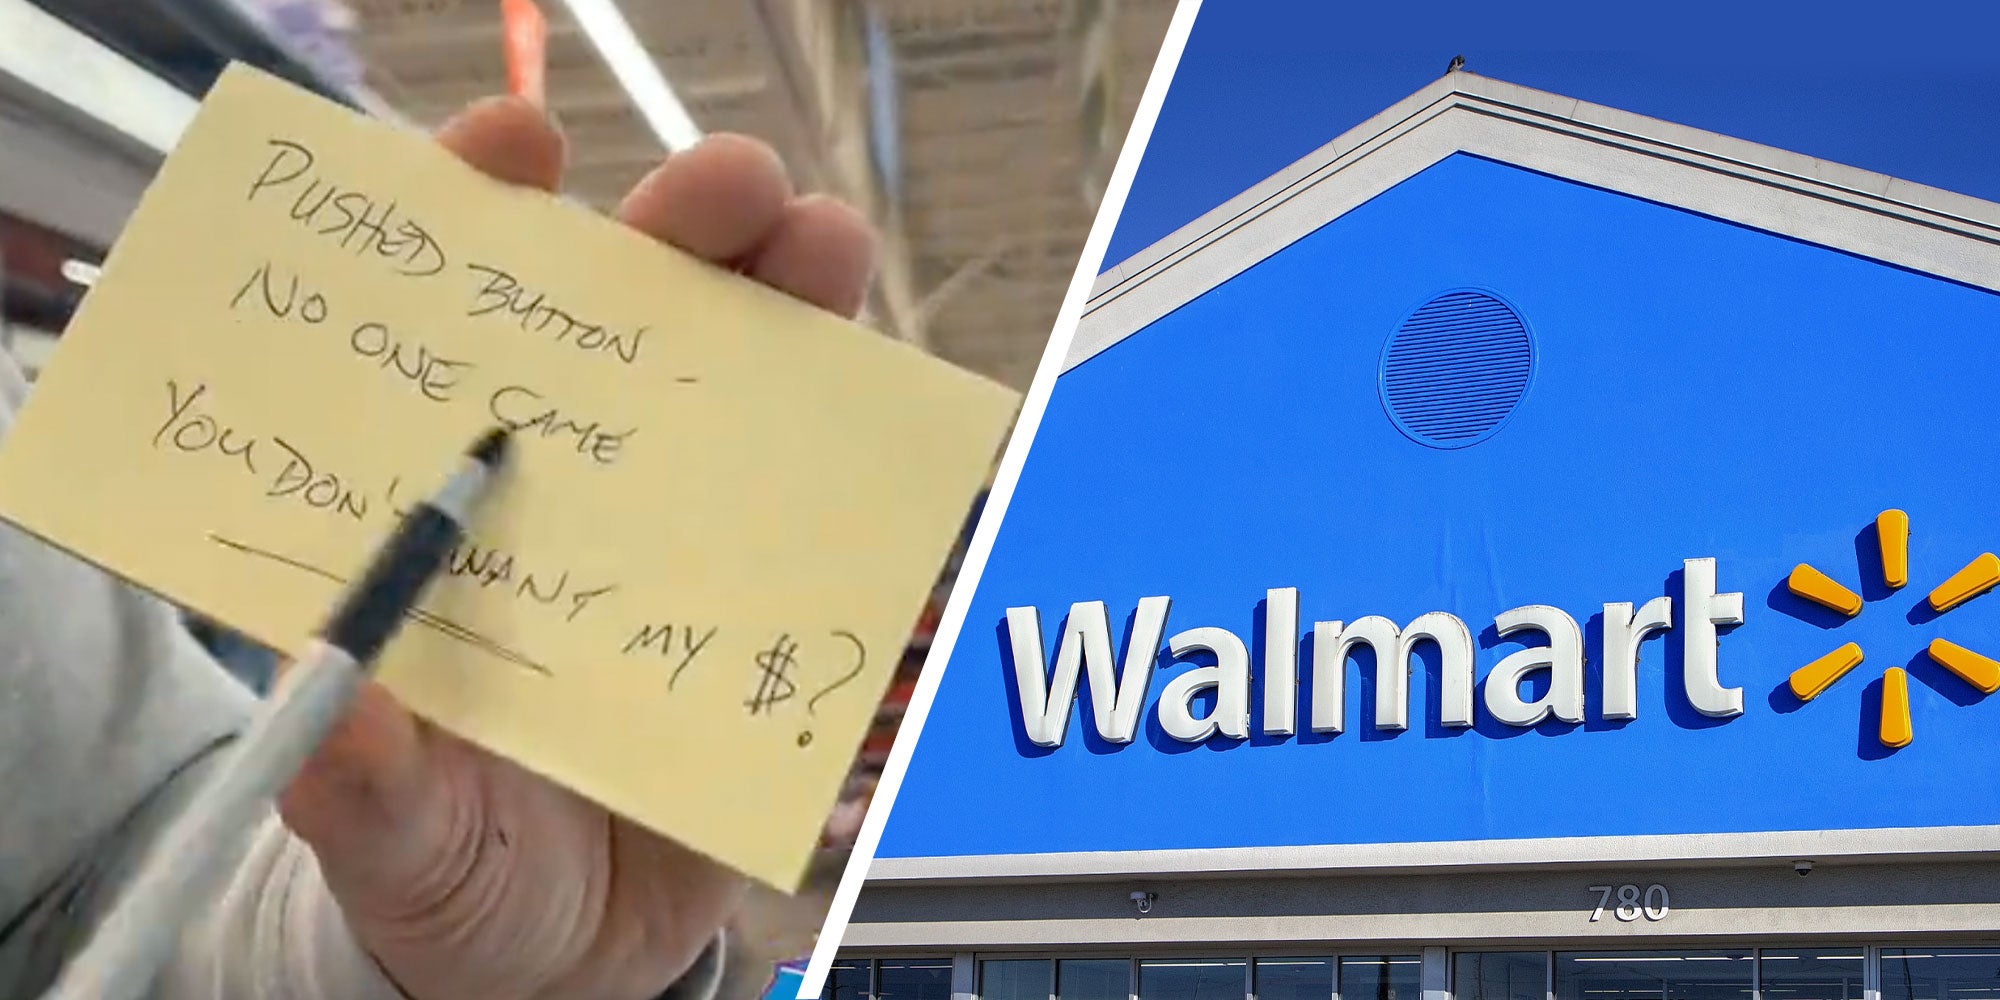 PUSHED BUTTON -
NO ONE CAME
YOU DON'T WANT MY $?
Walmart
780